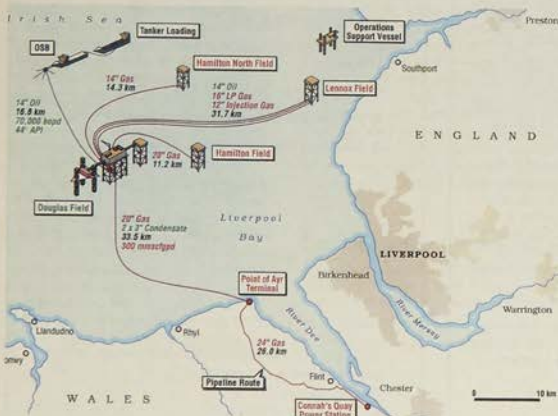 Irish Sea
Tanker Loading
OSB
Operations
Support Vessel
Preston
Southport
Hamilton North Field
14" Gas
14.3 km
Lennox Field
14" Oil
16" LP Gas
12" Injection Gas
31.7 km
14" Oil
16.8 km
70,000 bopd
44° API
ENGLAND
20" Gas
11.2 km
Hamilton Field
Douglas Field
20" Gas
2 x 3" Condensate
33.5 km
300 mmscfgpd
Liverpool
Bay
LIVERPOOL
Birkenhead
River Mersey
Warrington
Point of Ayr
Terminal
River Dee
Llandudno
Rhyl
24" Gas
26.0 km
Pipeline Route
Flint
Chester
Connah's Quay
Power Station
WALES
0
10 km